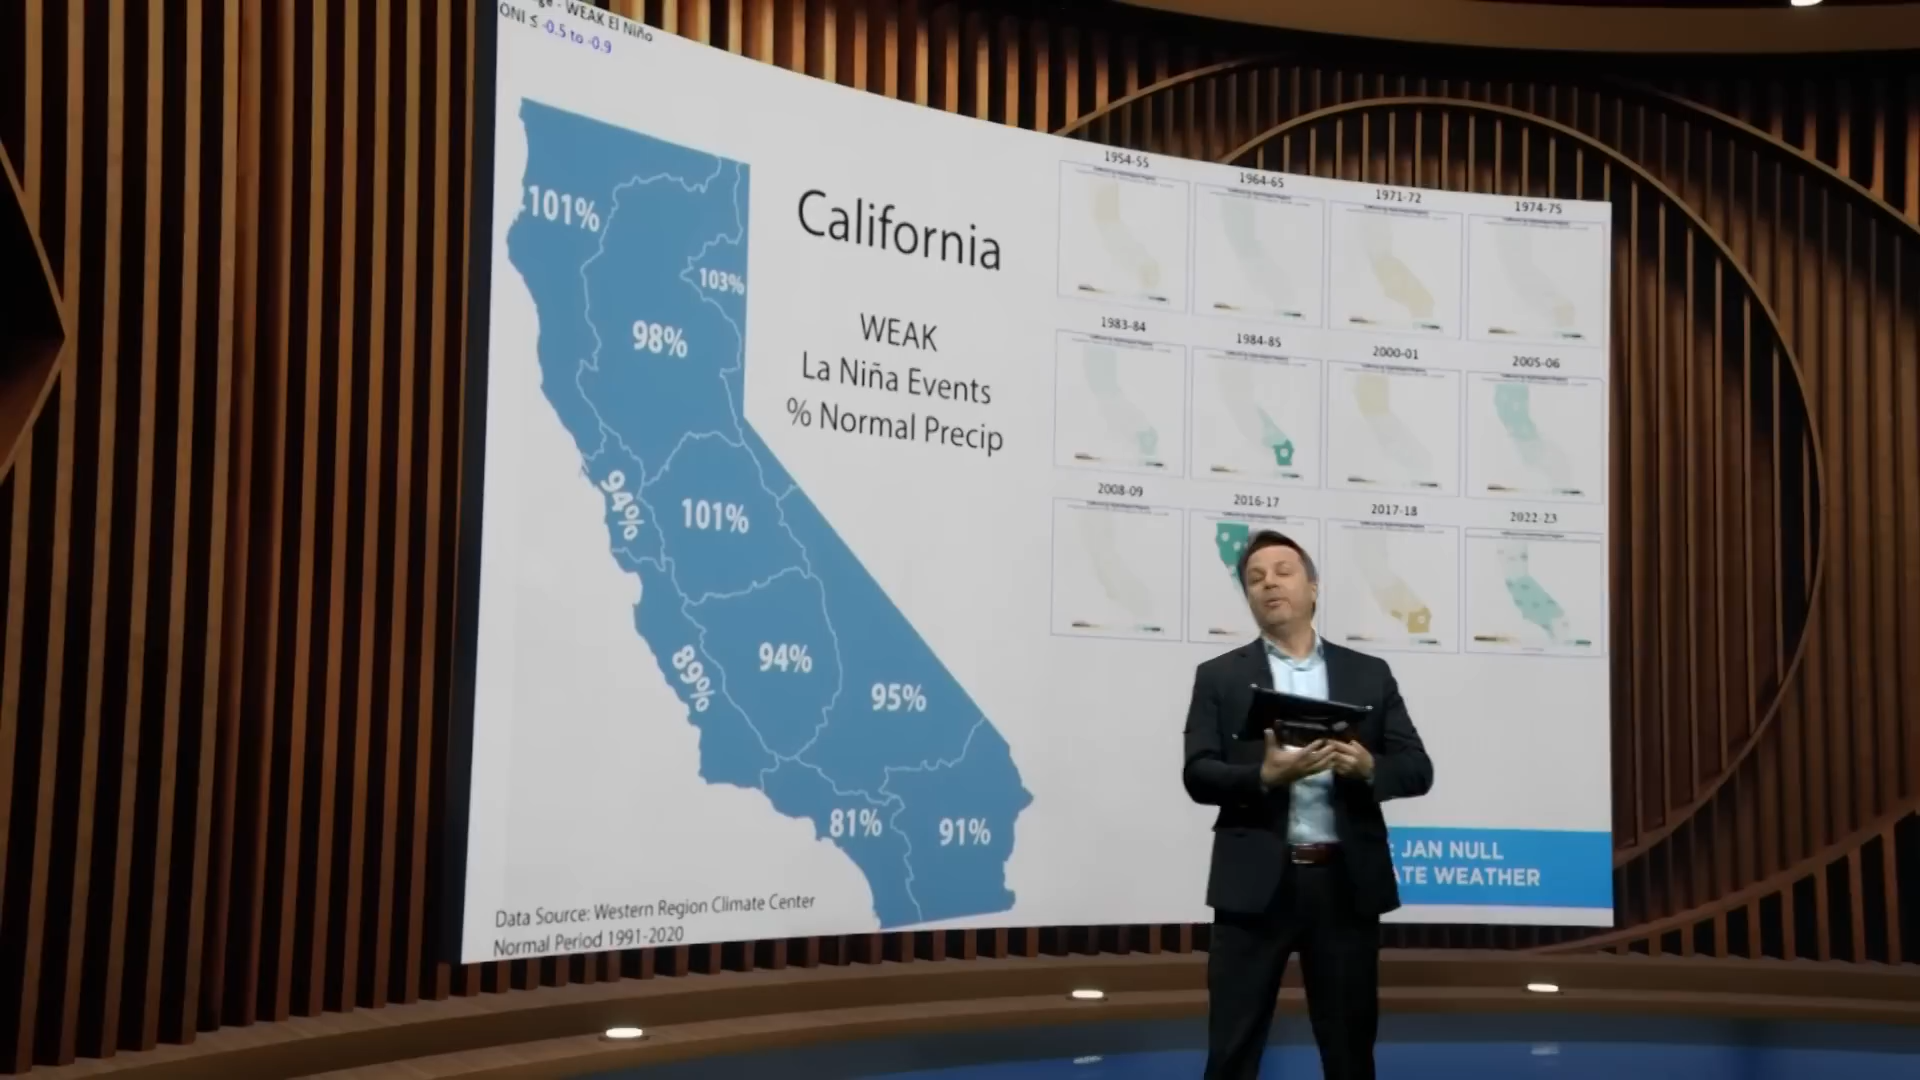 WEAK El Niño
ONI ≤ -0.5 to -0.9
101%
103%
98%
94%
101%
89%
94%
95%
81%
91%
California
WEAK
La Niña Events
% Normal Precip
1954-55
1964-65
1971-72
1974-75
1983-84
1984-85
2000-01
2005-06
2008-09
2016-17
2017-18
2022-23
: JAN NULL
WEATHER
Data Source: Western Region Climate Center
Normal Period 1991-2020